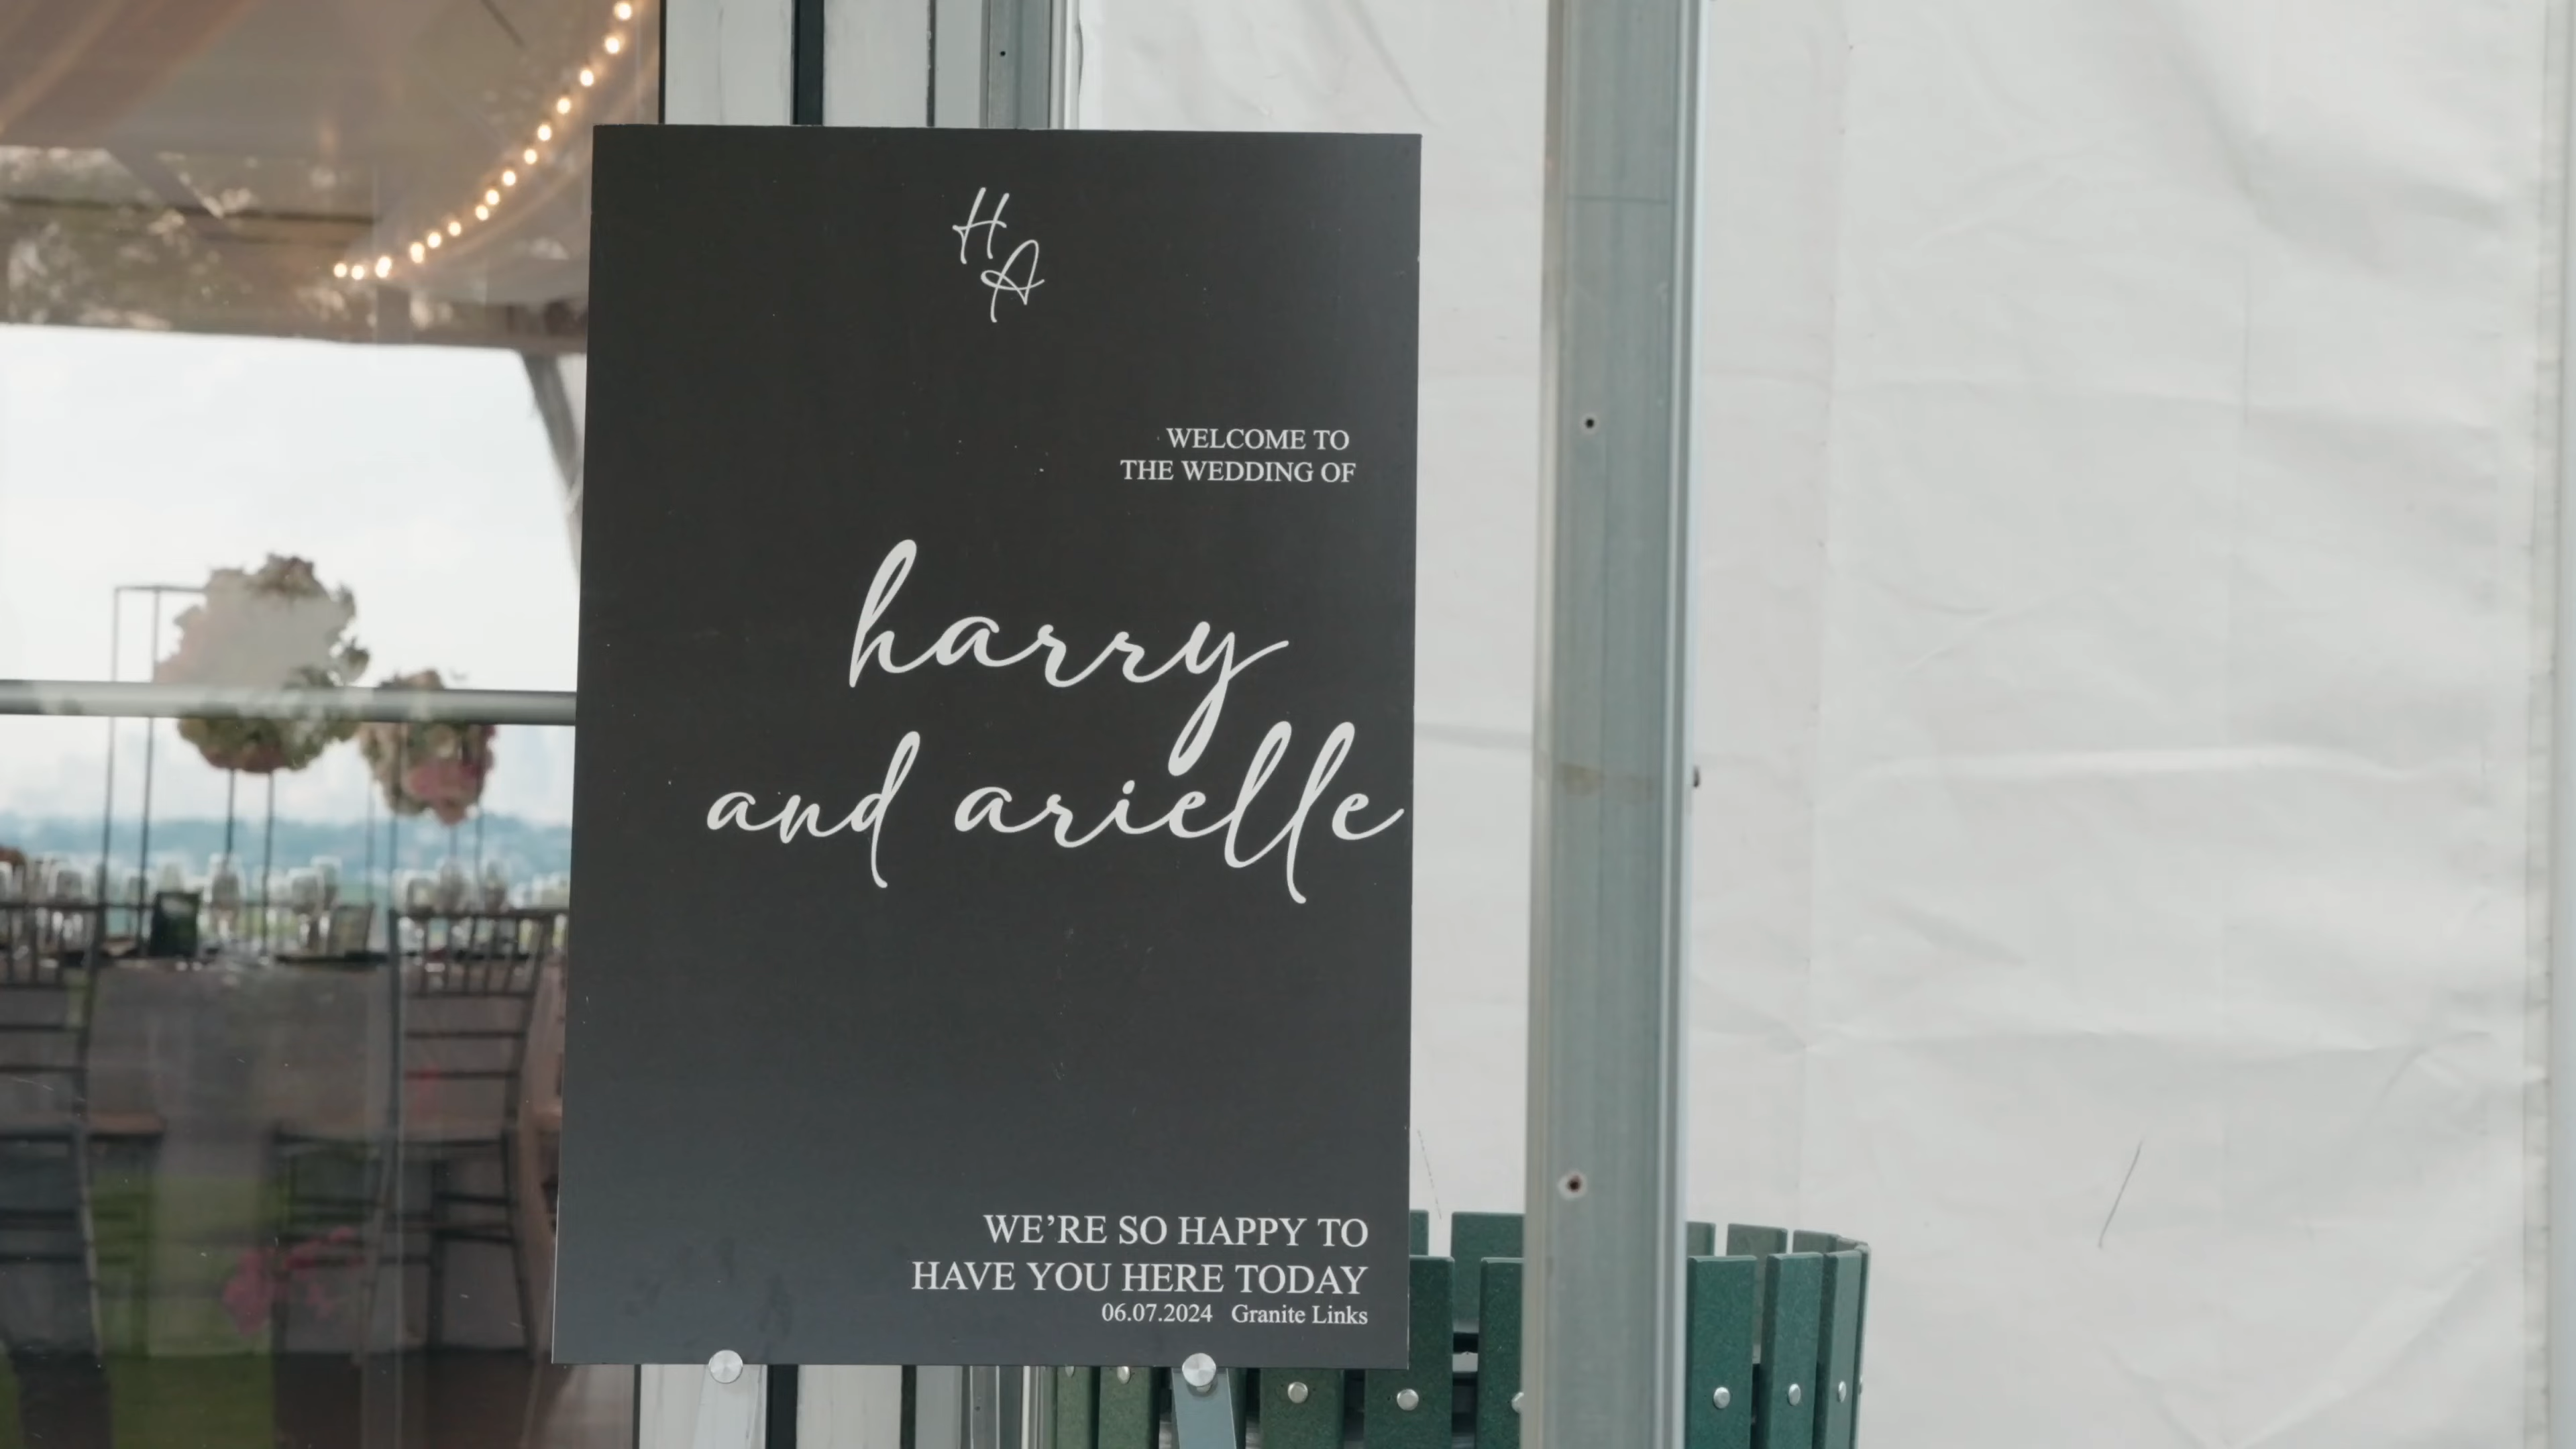 H
A
WELCOME TO
THE WEDDING OF
harry
and arielle
WE'RE SO HAPPY TO
HAVE YOU HERE TODAY
06.07.2024 Granite Links